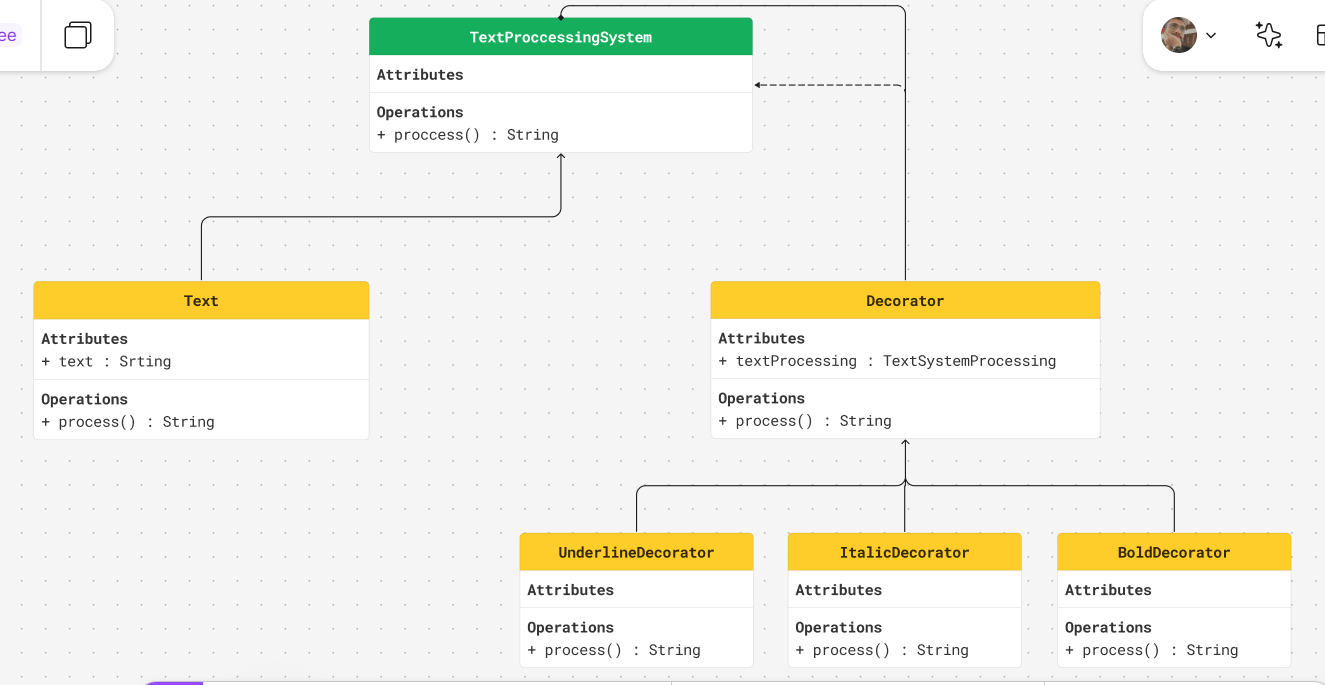 ee
TextProccessingSystem
Attributes
Operations
+ proccess() : String
Text
Attributes
+ text : Srting
Operations
+ process() : String
Decorator
Attributes
+ textProcessing : TextSystemProcessing
Operations
+ process() : String
UnderlineDecorator
Attributes
Operations
+ process() : String
ItalicDecorator
Attributes
Operations
+ process() : String
BoldDecorator
Attributes
Operations
+ process() : String